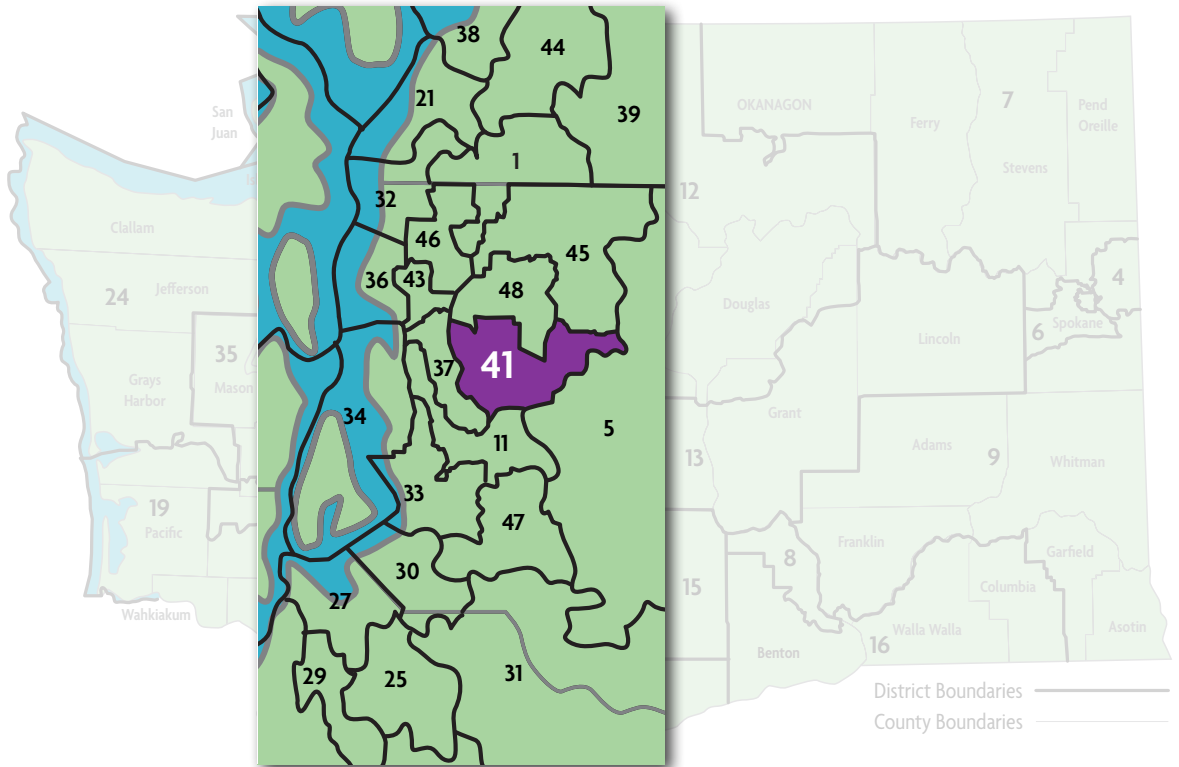 38
44
21
39
1
32
46
45
36
43
48
41
37
34
5
11
33
47
30
27
29
25
31
San
Juan
Clallam
24
Jefferson
35
Mason
Grays
Harbor
19
Pacific
Wahkiakum
OKANAGON
Ferry
7
Pend
Oreille
Stevens
12
Douglas
4
6
Spokane
Lincoln
Grant
13
Adams
9
Whitman
8
Franklin
Garfield
15
Columbia
Benton
16
Walla Walla
Asotin
District Boundaries
County Boundaries